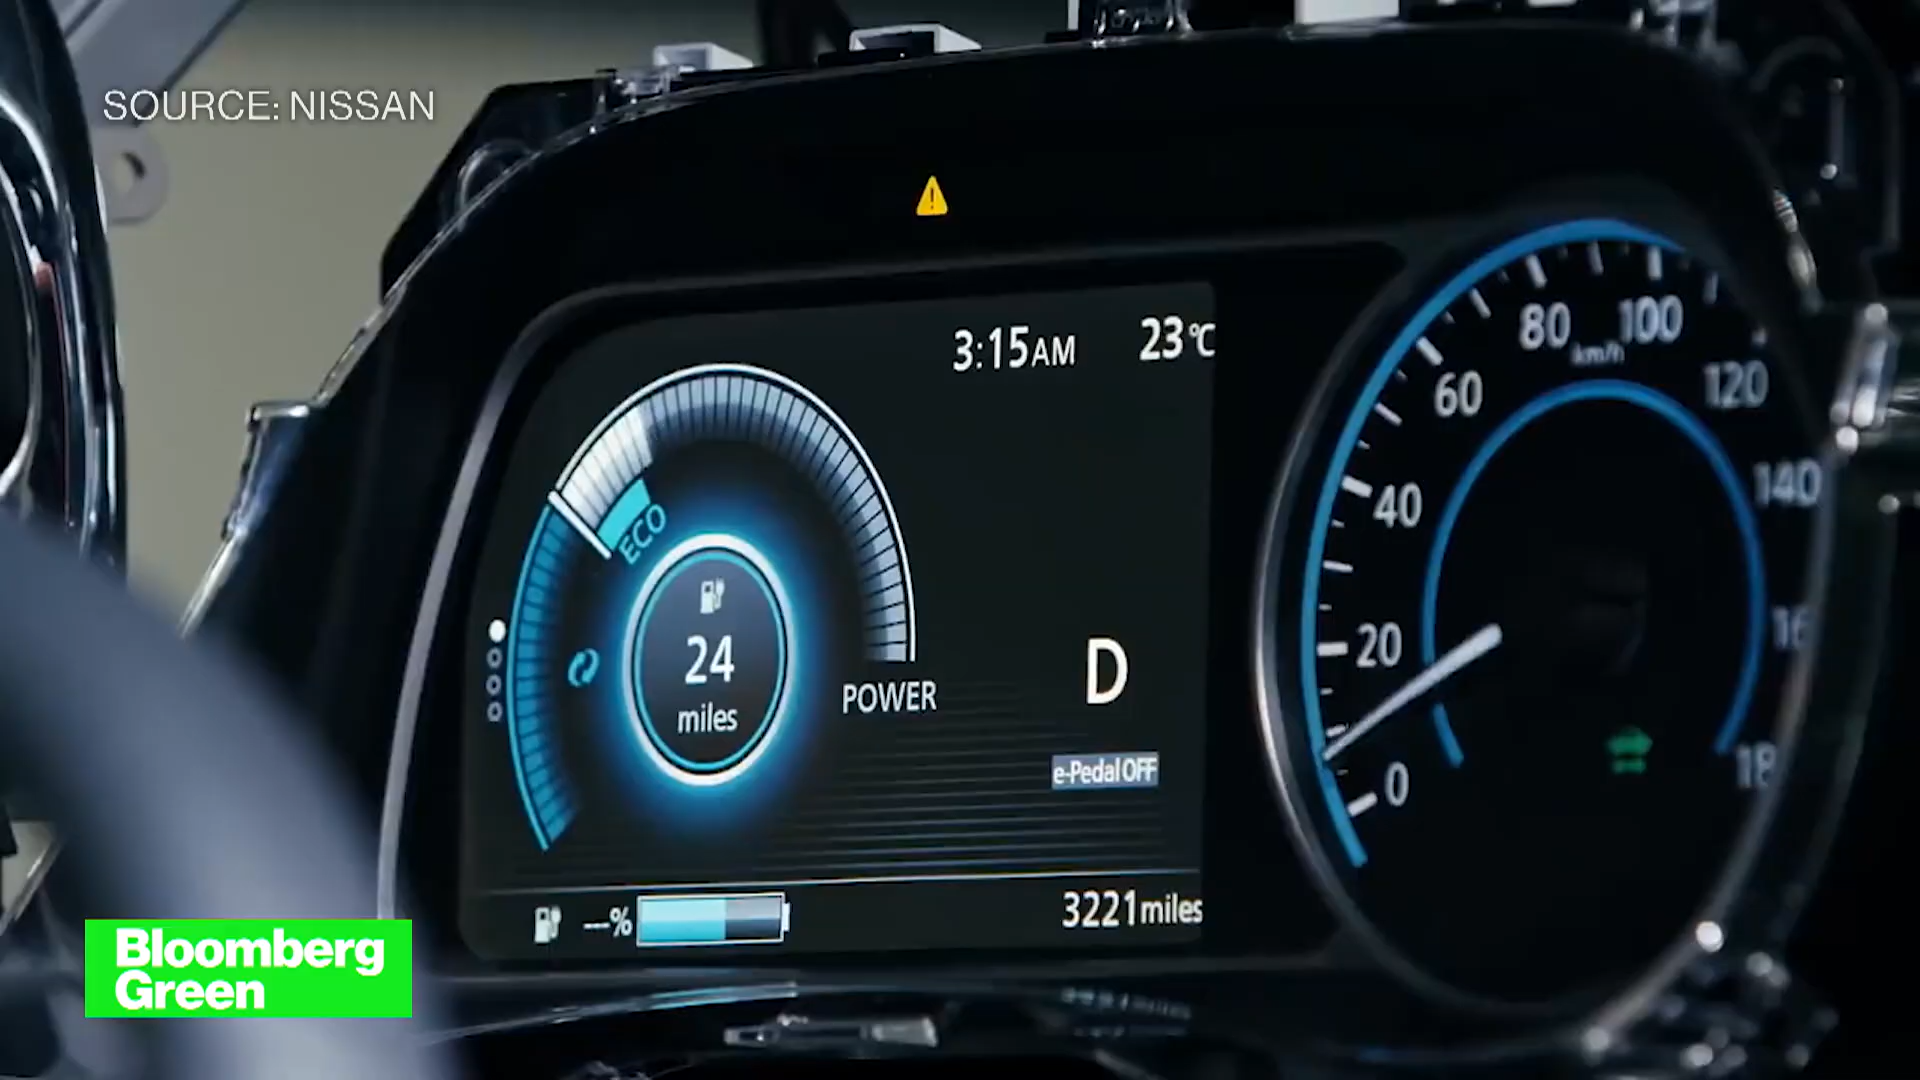 SOURCE: NISSAN
3:15AM 23°C
ECO
24
miles
POWER
D
e-Pedal OFF
---%
3221miles
0
20
40
60
80
100
120
140
km/h
Bloomberg
Green